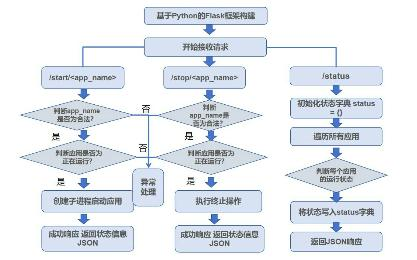 基于Python的Flask框架构建
开始接收请求
/start/<app_name>
/stop/<app_name>
/status
判断app_name
是否为合法?
否
判断
app_name是
否为合法?
初始化状态字典 status
= {}
是
是
遍历所有应用
判断应用是否为
正在运行?
否
判断应用是否为
正在运行?
判断每个应用
的运行状态
是
异常
处理
是
创建子进程启动应用
执行终止操作
将状态写入status字典
成功响应 返回状态信息
JSON
成功响应 返回状态信息
JSON
返回JSON响应